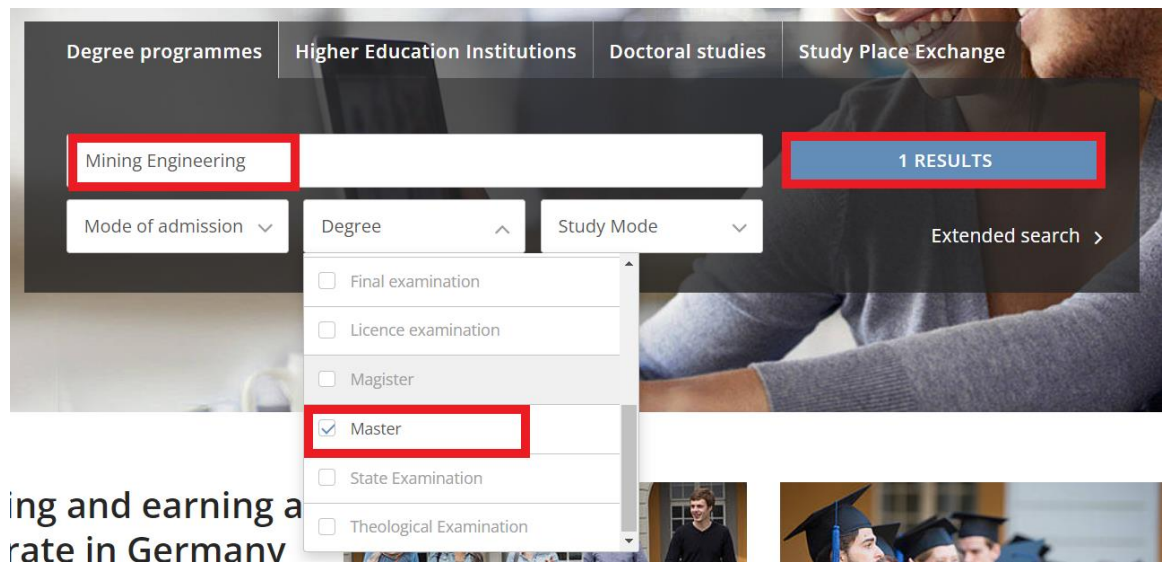 Degree programmes Higher Education Institutions Doctoral studies Study Place Exchange
Mining Engineering 1 RESULTS
Mode of admission Degree Study Mode Extended search
Final examination
Licence examination
Magister
Master
State Examination
Theological Examination
ing and earning a
rate in Germany